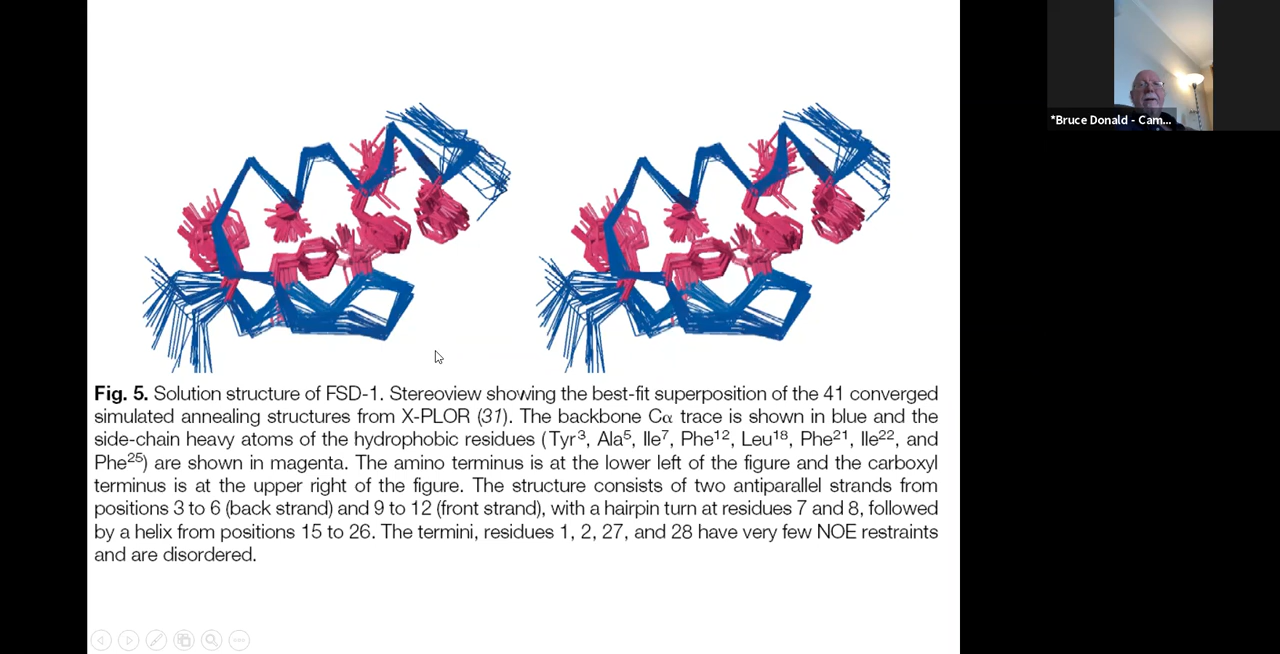 *Bruce Donald - Cam...
Fig. 5. Solution structure of FSD-1. Stereoview showing the best-fit superposition of the 41 converged
simulated annealing structures from X-PLOR (31). The backbone Cα trace is shown in blue and the
side-chain heavy atoms of the hydrophobic residues (Tyr³, Ala⁵, Ile⁷, Phe¹², Leu¹⁸, Phe²¹, Ile²², and
Phe²⁵) are shown in magenta. The amino terminus is at the lower left of the figure and the carboxyl
terminus is at the upper right of the figure. The structure consists of two antiparallel strands from
positions 3 to 6 (back strand) and 9 to 12 (front strand), with a hairpin turn at residues 7 and 8, followed
by a helix from positions 15 to 26. The termini, residues 1, 2, 27, and 28 have very few NOE restraints
and are disordered.